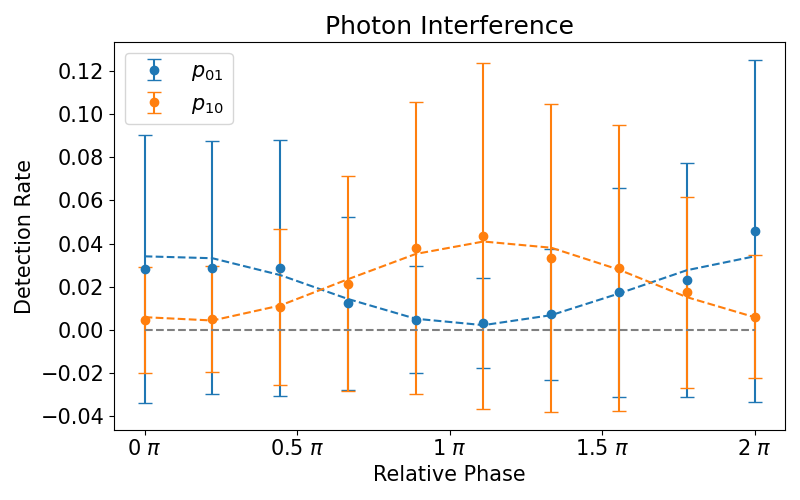 Photon Interference
p01
p10
Detection Rate
0.12
0.10
0.08
0.06
0.04
0.02
0.00
−0.02
−0.04
0 π
0.5 π
1 π
1.5 π
2 π
Relative Phase